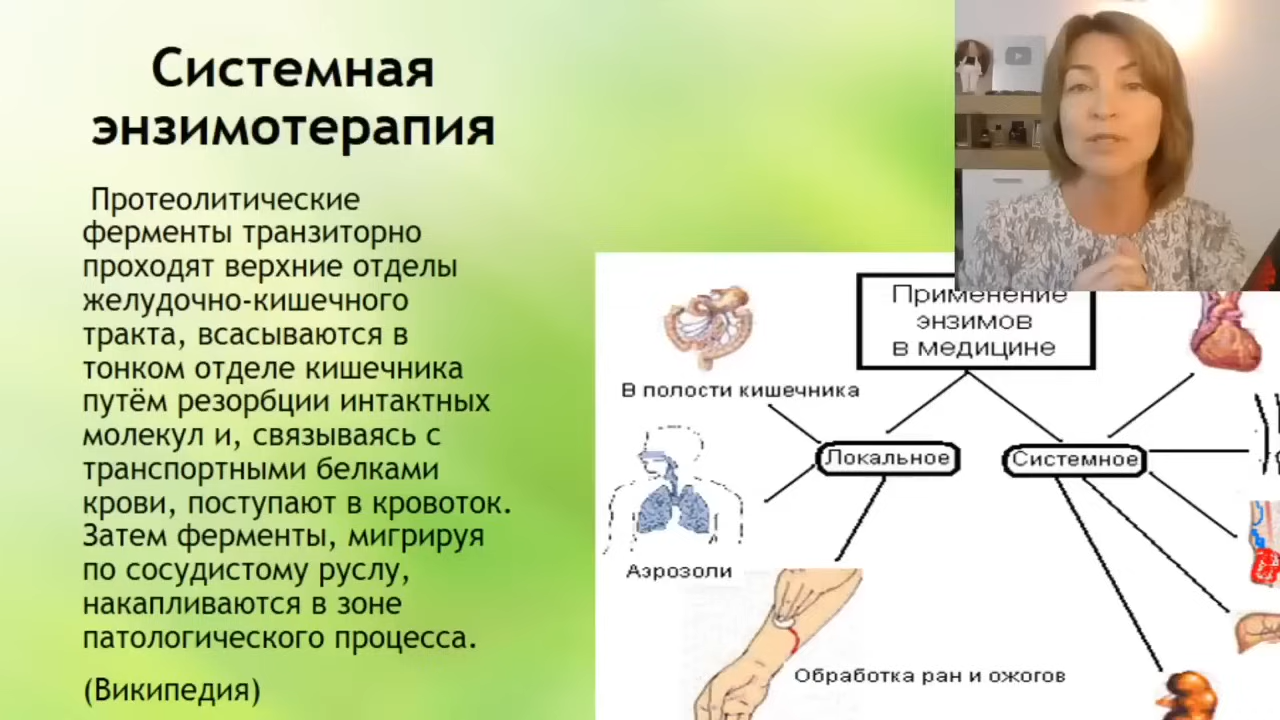 Системная
энзимотерапия
Протеолитические
ферменты транзиторно
проходят верхние отделы
желудочно-кишечного
тракта, всасываются в
тонком отделе кишечника
путём резорбции интактных
молекул и, связываясь с
транспортными белками
крови, поступают в кровоток.
Затем ферменты, мигрируя
по сосудистому руслу,
накапливаются в зоне
патологического процесса.
(Википедия)
Применение
энзимов
в медицине
В полости кишечника
Локальное
Системное
Аэрозоли
Обработка ран и ожогов